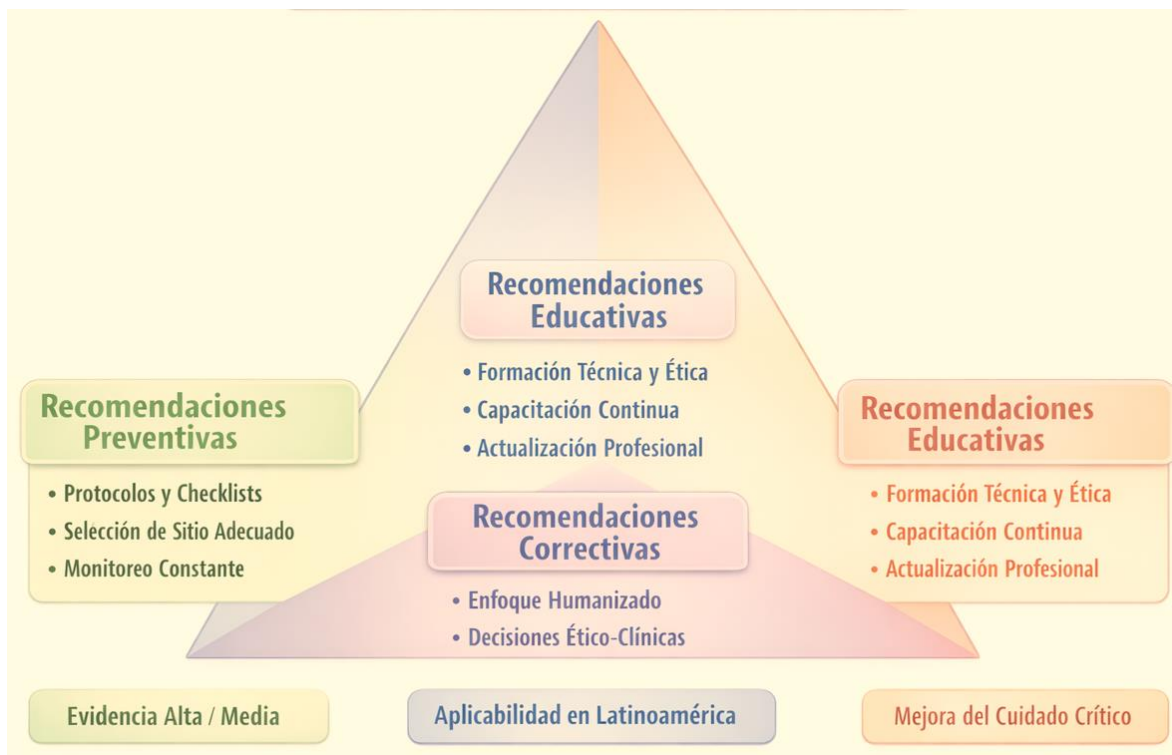 Recomendaciones
Educativas
• Formación Técnica y Ética
• Capacitación Continua
• Actualización Profesional
Recomendaciones
Preventivas
• Protocolos y Checklists
• Selección de Sitio Adecuado
• Monitoreo Constante
Recomendaciones
Correctivas
• Enfoque Humanizado
• Decisiones Ético-Clínicas
Recomendaciones
Educativas
• Formación Técnica y Ética
• Capacitación Continua
• Actualización Profesional
Evidencia Alta / Media
Aplicabilidad en Latinoamérica
Mejora del Cuidado Crítico